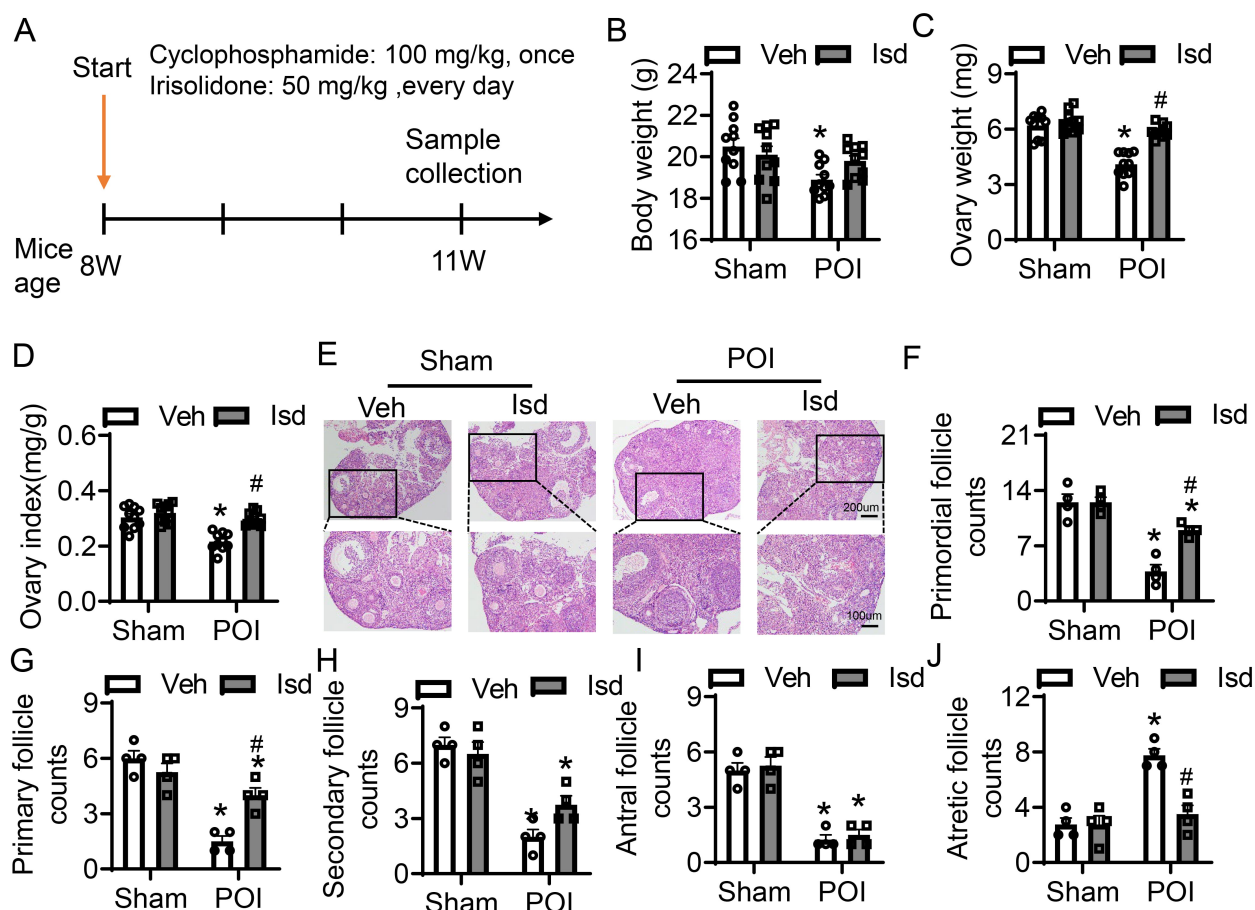 A
Start
Cyclophosphamide: 100 mg/kg, once
Irisolidone: 50 mg/kg ,every day
Sample
collection
Mice
age
8W
11W
B
Veh
Isd
Body weight (g)
24
22
20
18
16
*
Sham
POI
C
Veh
Isd
Ovary weight (mg)
9
6
3
0
*
#
Sham
POI
D
Veh
Isd
Ovary index(mg/g)
0.6
0.4
0.2
0.0
*
#
Sham
POI
E
Sham
POI
Veh
Isd
Veh
Isd
200um
100um
F
Veh
Isd
Primordial follicle
counts
21
14
7
0
*
#
*
Sham
POI
G
Veh
Isd
Primary follicle
counts
9
6
3
0
*
#
*
Sham
POI
H
Veh
Isd
Secondary follicle
counts
9
6
3
0
*
*
Sham
POI
I
Veh
Isd
Antral follicle
counts
9
6
3
0
*
*
Sham
POI
J
Veh
Isd
Atretic follicle
counts
12
8
4
0
*
#
Sham
POI